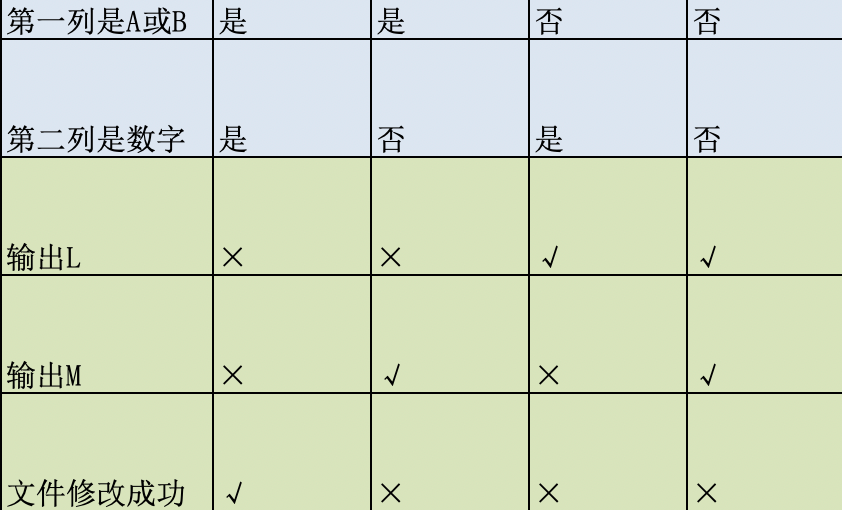 第一列是A或B 是 是 否 否
第二列是数字 是 否 是 否
输出L × × √ √
输出M × √ × √
文件修改成功 √ × × ×